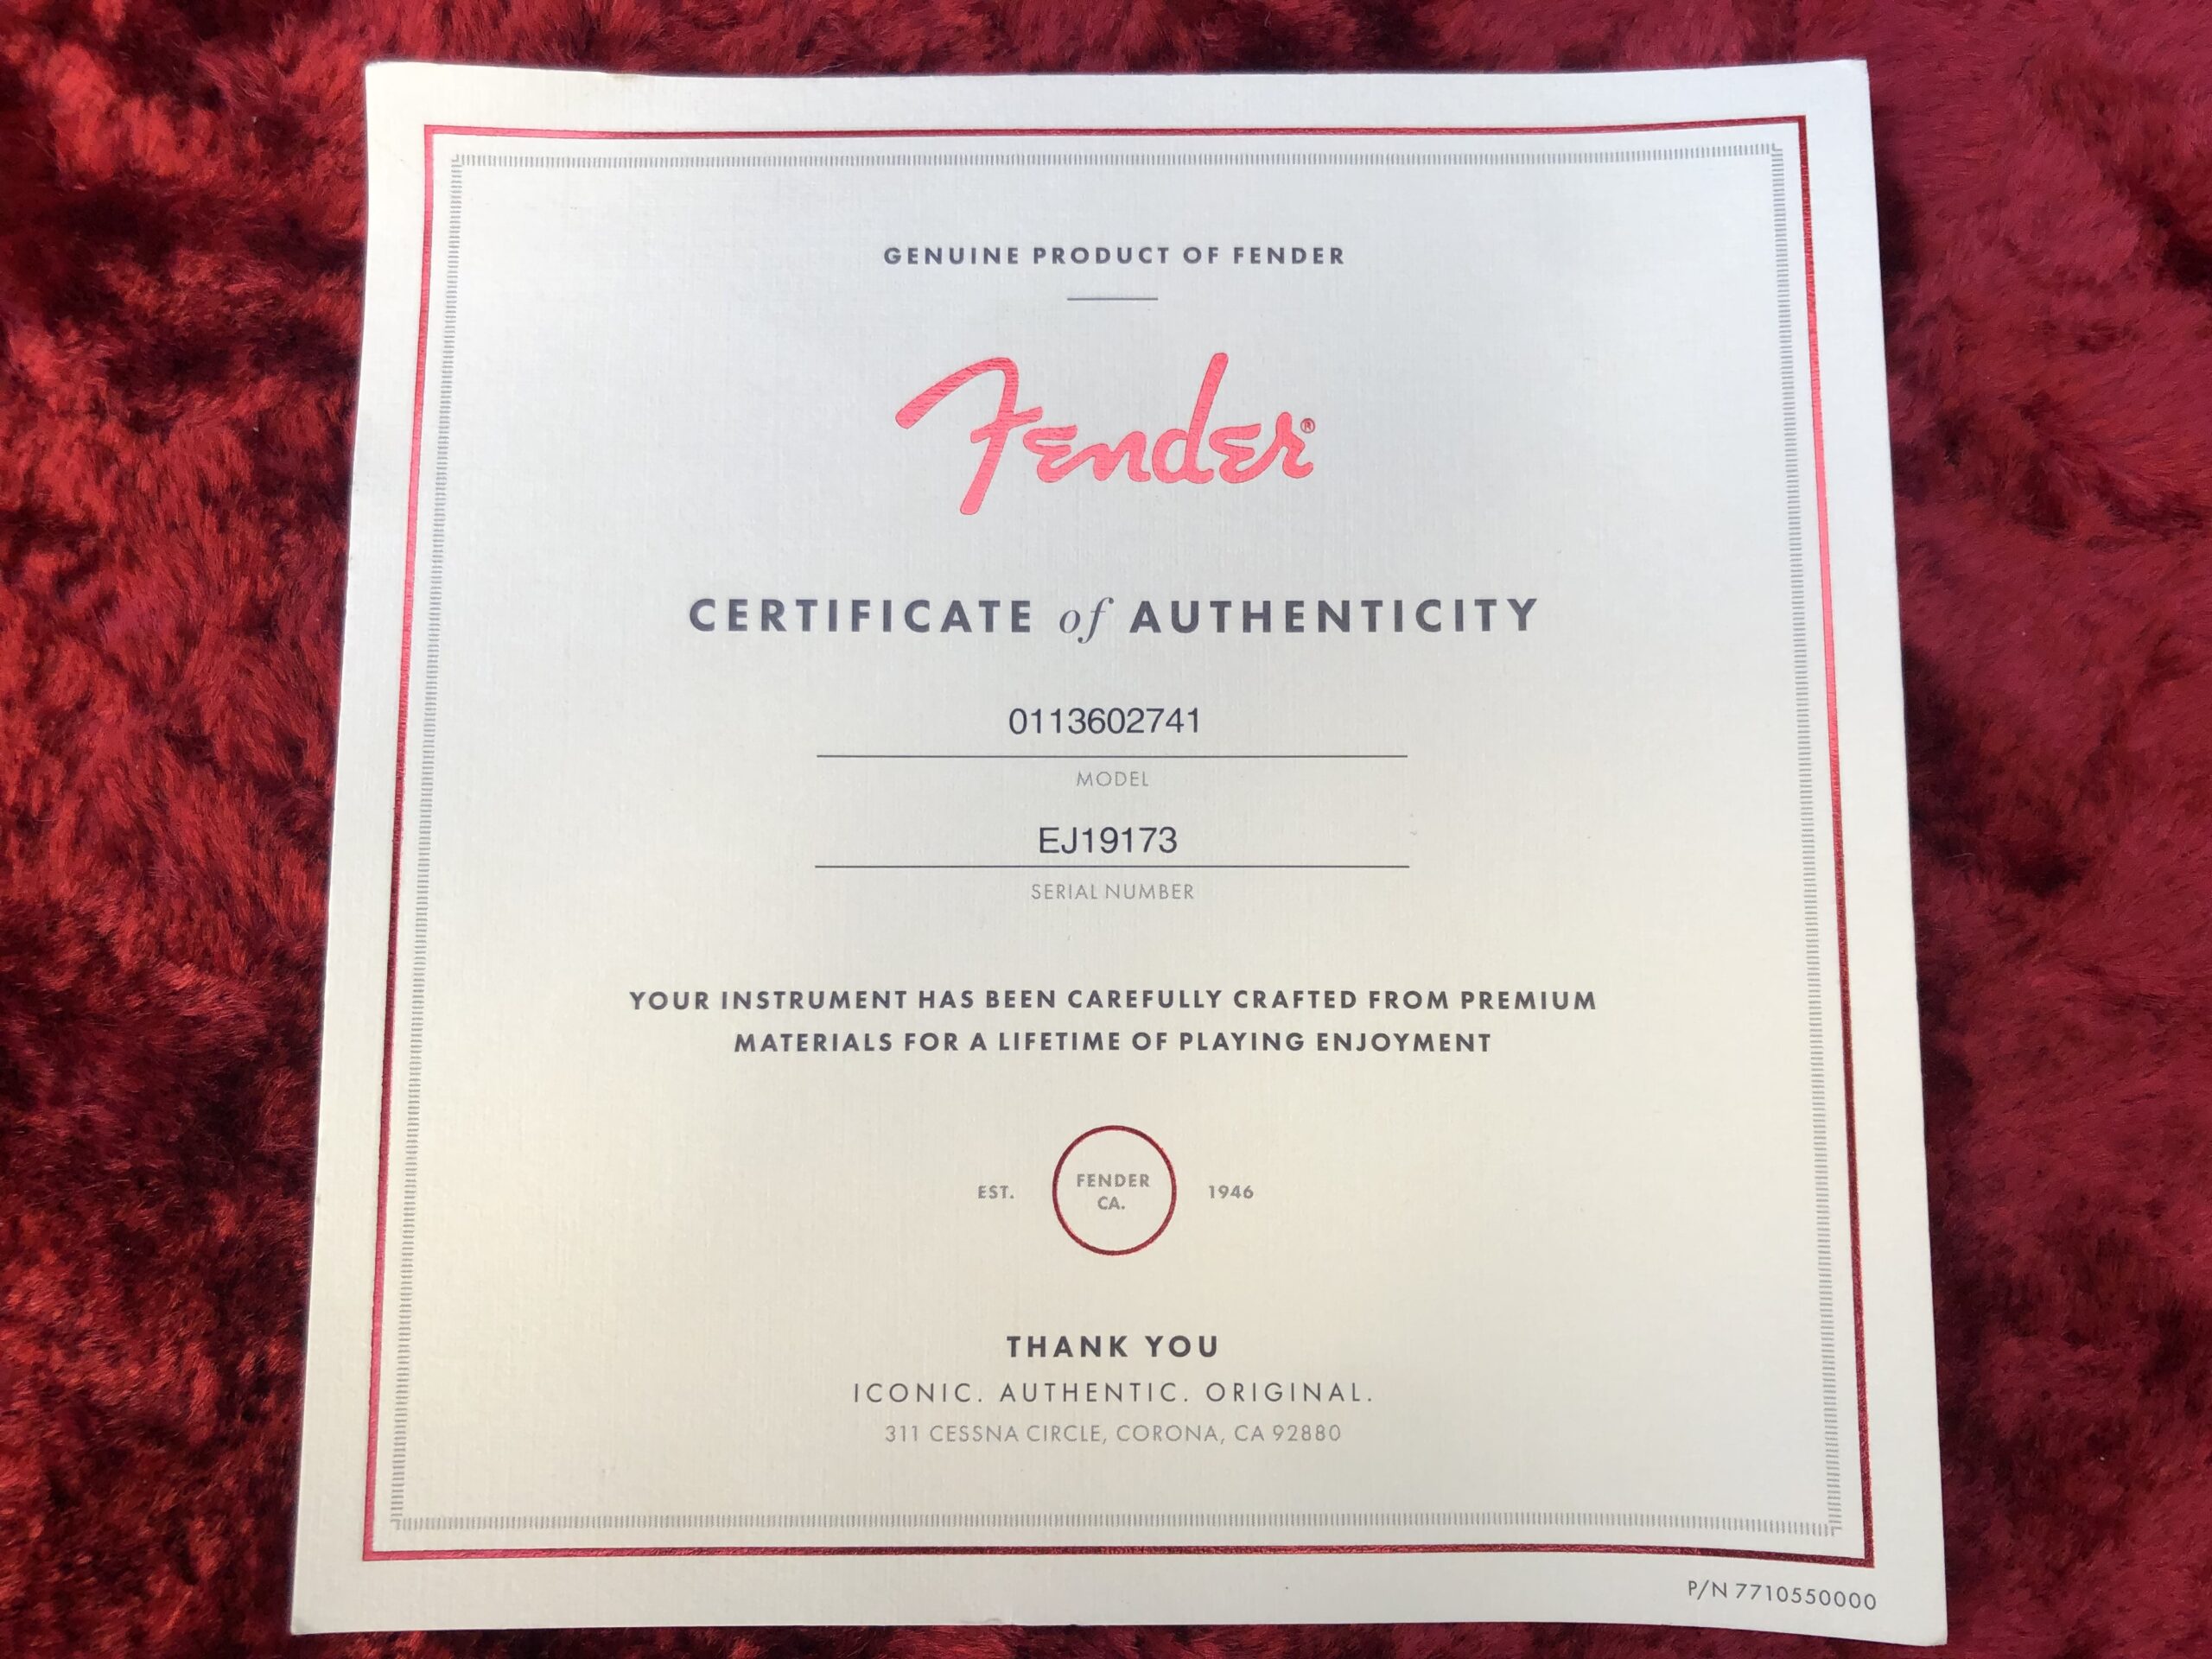 GENUINE PRODUCT OF FENDER
Fender®
CERTIFICATE of AUTHENTICITY
0113602741
MODEL
EJ19173
SERIAL NUMBER
YOUR INSTRUMENT HAS BEEN CAREFULLY CRAFTED FROM PREMIUM
MATERIALS FOR A LIFETIME OF PLAYING ENJOYMENT
EST. FENDER CA. 1946
THANK YOU
ICONIC. AUTHENTIC. ORIGINAL.
311 CESSNA CIRCLE, CORONA, CA 92880
P/N 7710550000